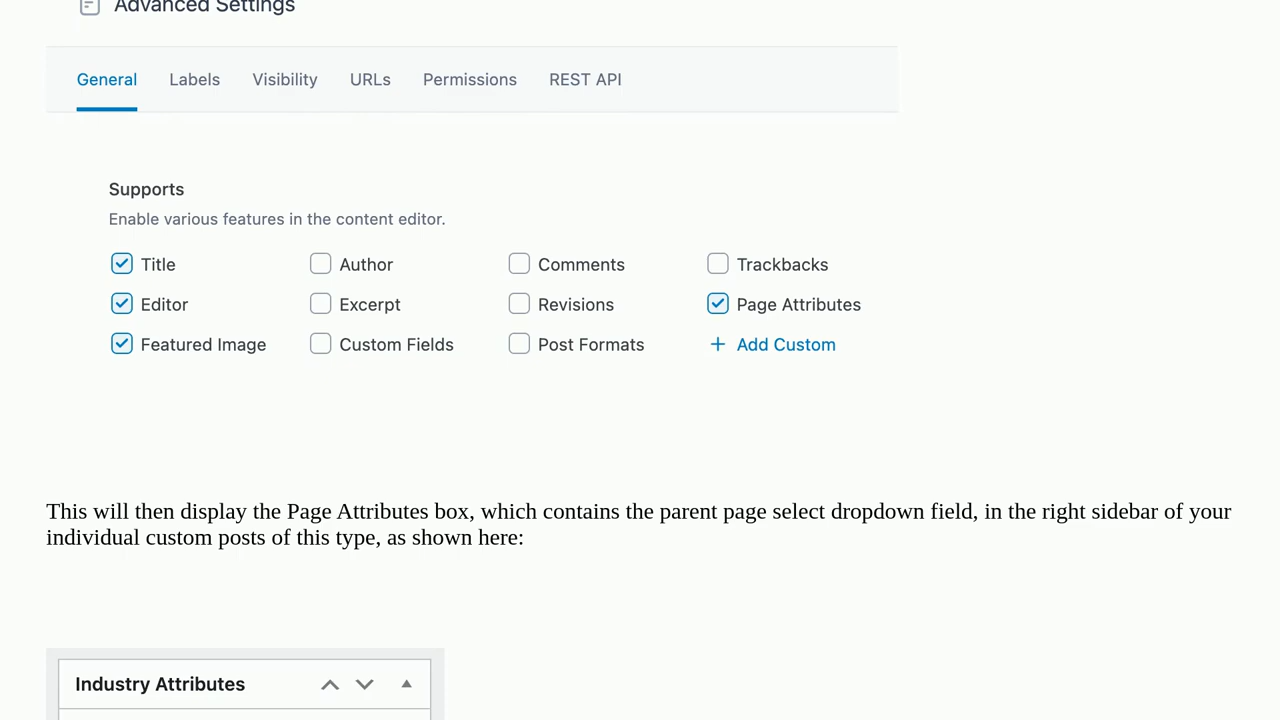 Advanced Settings
General Labels Visibility URLs Permissions REST API
Supports
Enable various features in the content editor.
Title Author Comments Trackbacks
Editor Excerpt Revisions Page Attributes
Featured Image Custom Fields Post Formats + Add Custom
This will then display the Page Attributes box, which contains the parent page select dropdown field, in the right sidebar of your
individual custom posts of this type, as shown here:
Industry Attributes